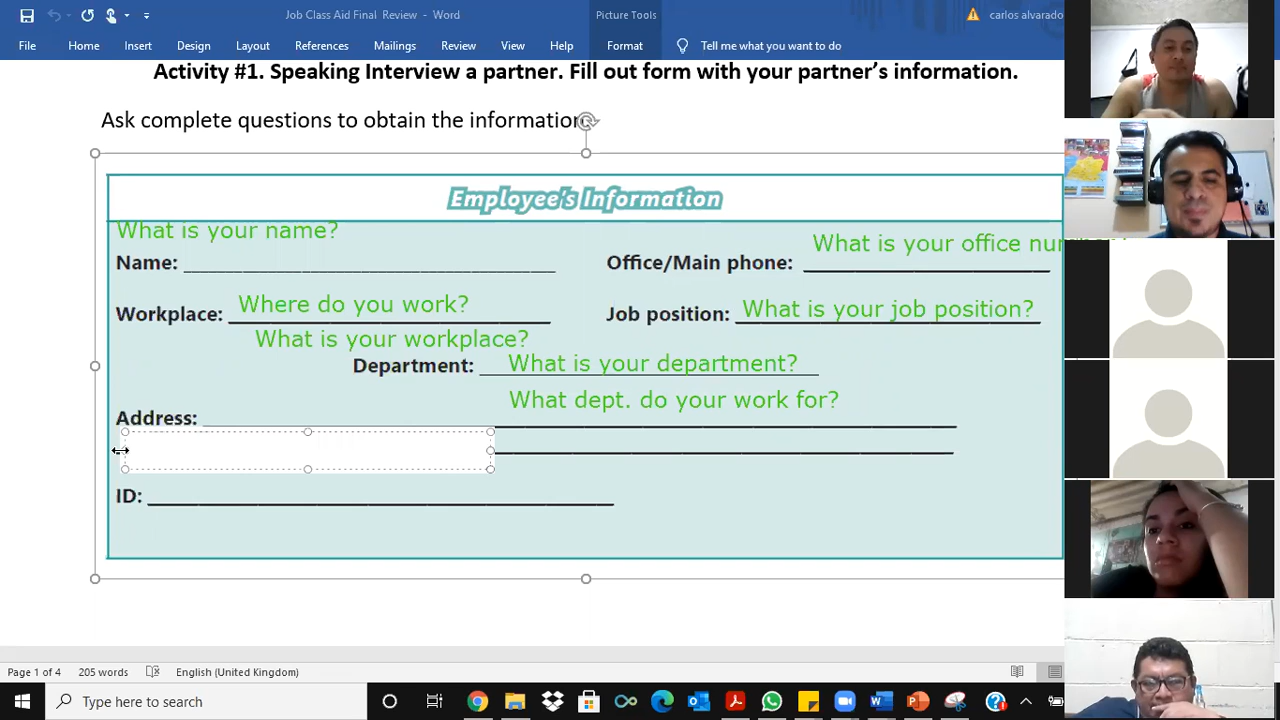 Job Class Aid Final Review - Word
Picture Tools
carlos alvarado
File Home Insert Design Layout References Mailings Review View Help Format Tell me what you want to do
Activity #1. Speaking Interview a partner. Fill out form with your partner's information.
Ask complete questions to obtain the information
Employee's Information
What is your name?
What is your office
Name: Office/Main phone:
Workplace: Where do you work? Job position: What is your job position?
What is your workplace?
Department: What is your department?
What dept. do your work for?
Address:
ID:
Page 1 of 4 205 words English (United Kingdom)
Type here to search